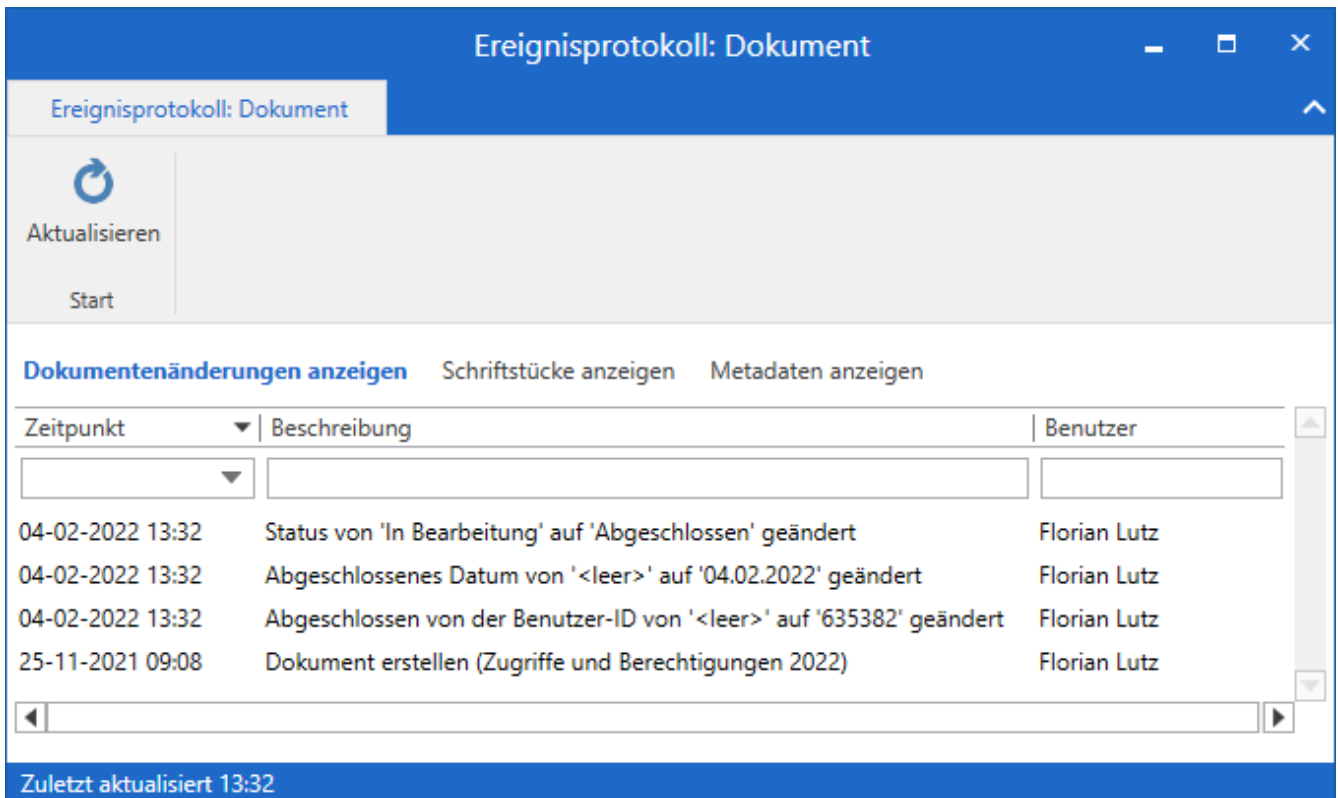 Ereignisprotokoll: Dokument
Ereignisprotokoll: Dokument
Aktualisieren
Start
Dokumentenänderungen anzeigen Schriftstücke anzeigen Metadaten anzeigen
Zeitpunkt Beschreibung Benutzer
04-02-2022 13:32 Status von 'In Bearbeitung' auf 'Abgeschlossen' geändert Florian Lutz
04-02-2022 13:32 Abgeschlossenes Datum von '<leer>' auf '04.02.2022' geändert Florian Lutz
04-02-2022 13:32 Abgeschlossen von der Benutzer-ID von '<leer>' auf '635382' geändert Florian Lutz
25-11-2021 09:08 Dokument erstellen (Zugriffe und Berechtigungen 2022) Florian Lutz
Zuletzt aktualisiert 13:32